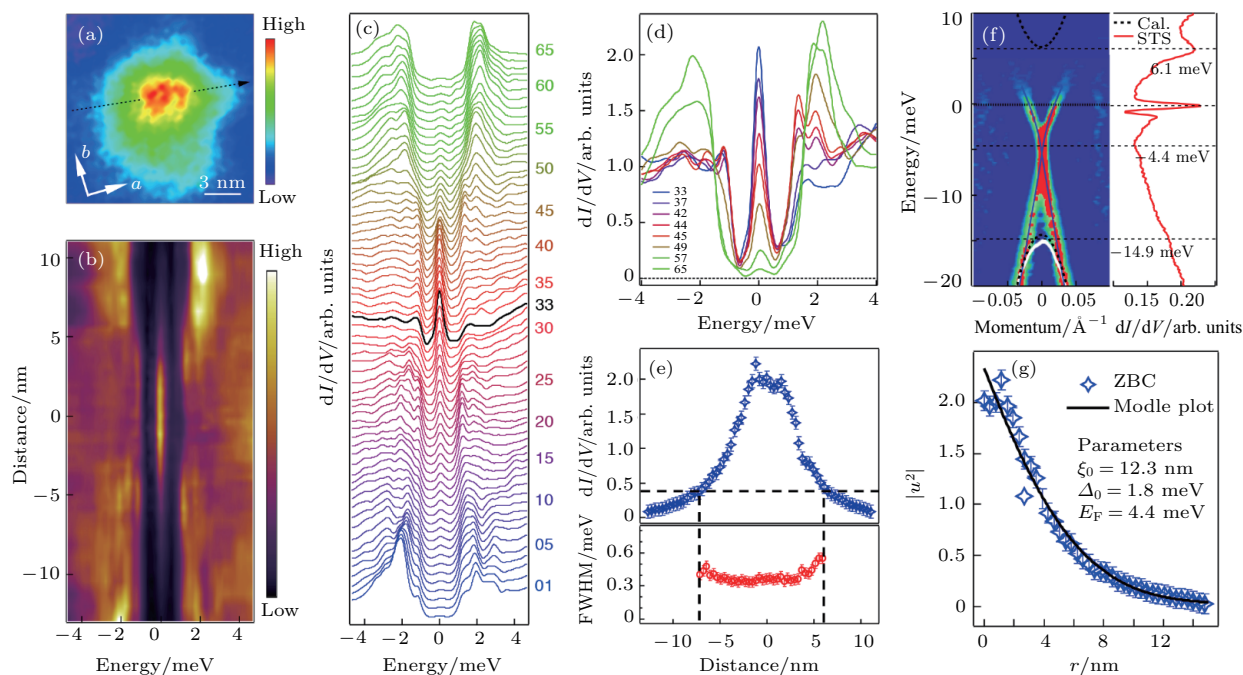 (a)
High
Low
b
a
3 nm
(b)
High
Low
10
5
0
−5
−10
Distance/nm
−4
−2
0
2
4
Energy/meV
(c)
65
60
55
50
45
40
35
33
30
25
20
15
10
05
01
dI/dV/arb. units
−4
−2
0
2
4
Energy/meV
(d)
2.0
1.5
1.0
0.5
0
dI/dV/arb. units
33
37
42
44
45
49
57
65
−4
−2
0
2
4
Energy/meV
(e)
2.0
1.5
1.0
0.5
0
dI/dV/arb. units
0.6
0.3
0
FWHM/meV
−10
−5
0
5
10
Distance/nm
(f)
Cal.
STS
10
0
−10
−20
Energy/meV
6.1 meV
−4.4 meV
−14.9 meV
−0.05
0
0.05
0.10
0.20
Momentum/Å−1 dI/dV/arb. units
(g)
ZBC
Modle plot
Parameters
ξ0 = 12.3 nm
Δ0 = 1.8 meV
EF = 4.4 meV
2.0
1.5
1.0
0.5
0
|u2|
0
4
8
12
r/nm